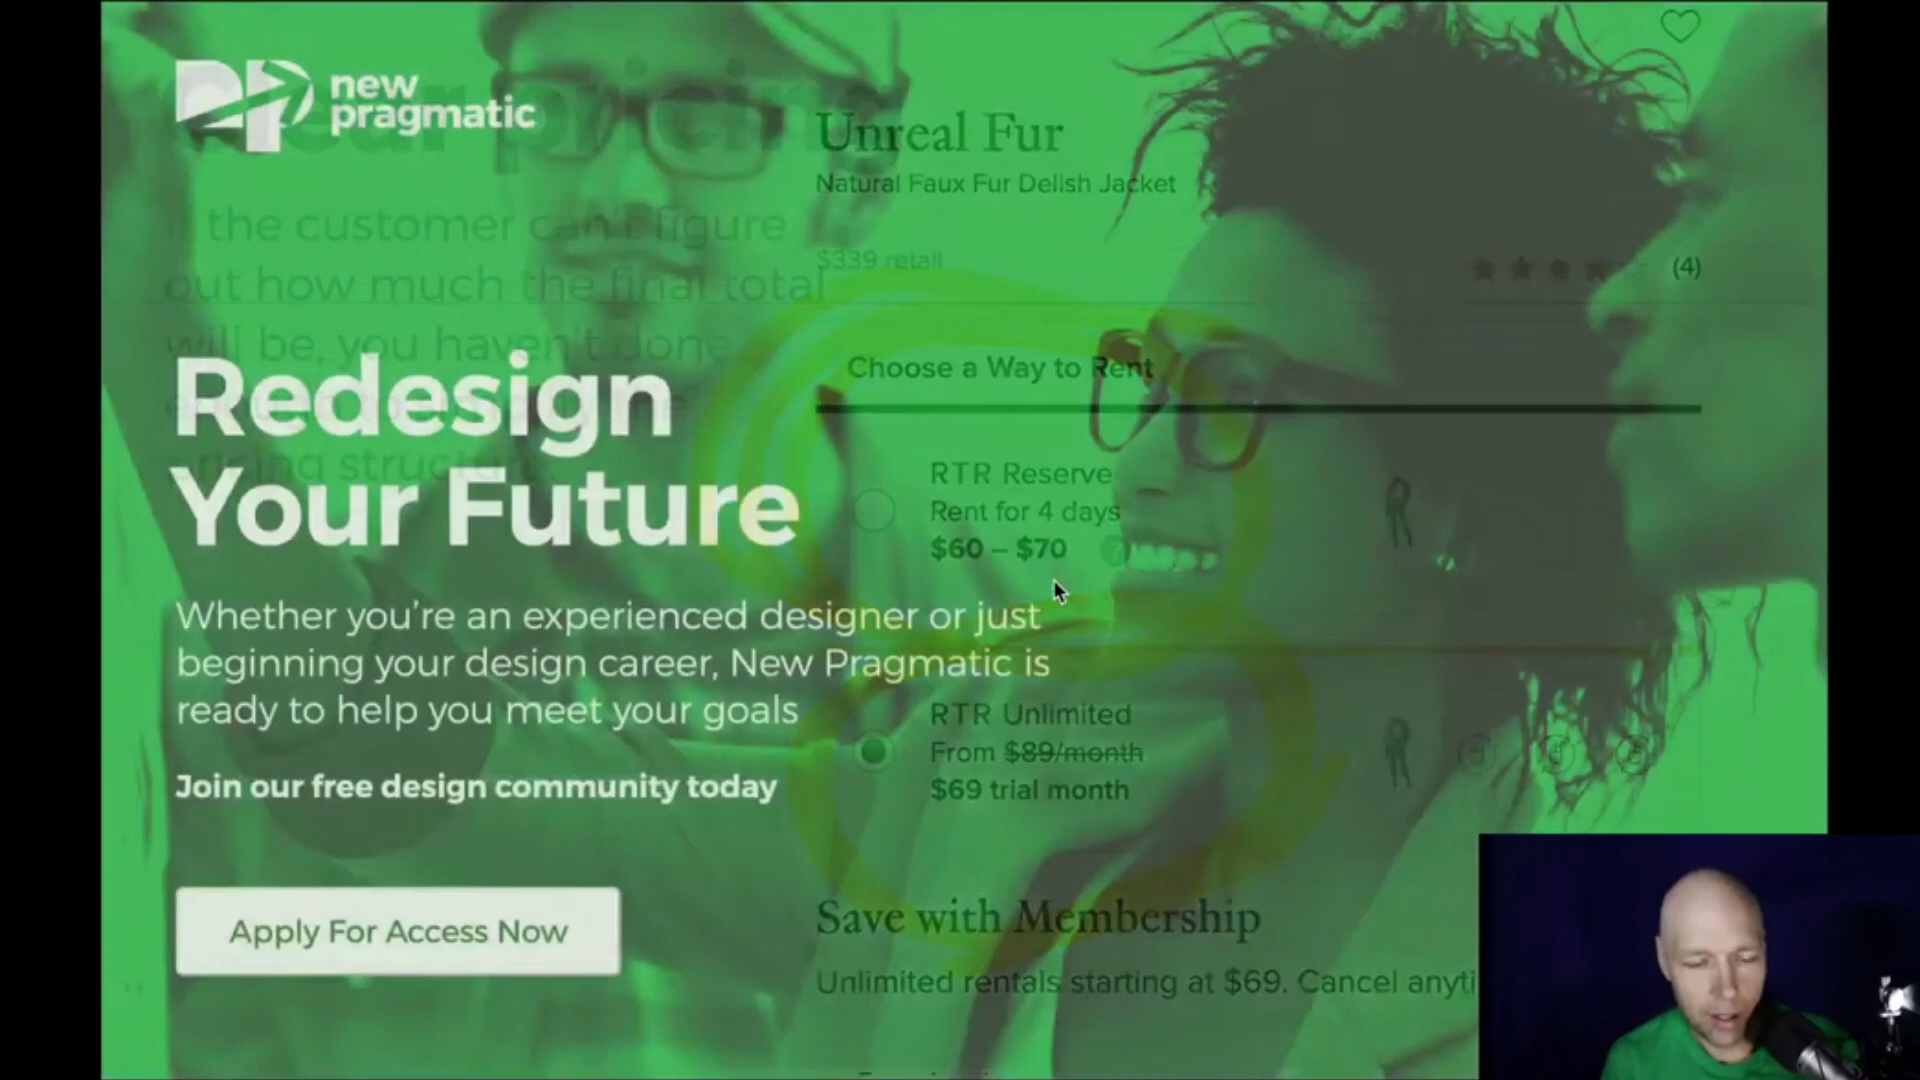 new
pragmatic
pricing
the customer can't figure
out how much the final total
will be, you haven't done
Redesign
Your Future
Whether you're an experienced designer or just
beginning your design career, New Pragmatic is
ready to help you meet your goals
Join our free design community today
Apply For Access Now
Unreal Fur
Natural Faux Fur Delish Jacket
$339 retail
(4)
Choose a Way to Rent
RTR Reserve
Rent for 4 days
$60 – $70
?
RTR Unlimited
From $89/month
$69 trial month
Save with Membership
Unlimited rentals starting at $69. Cancel anyti